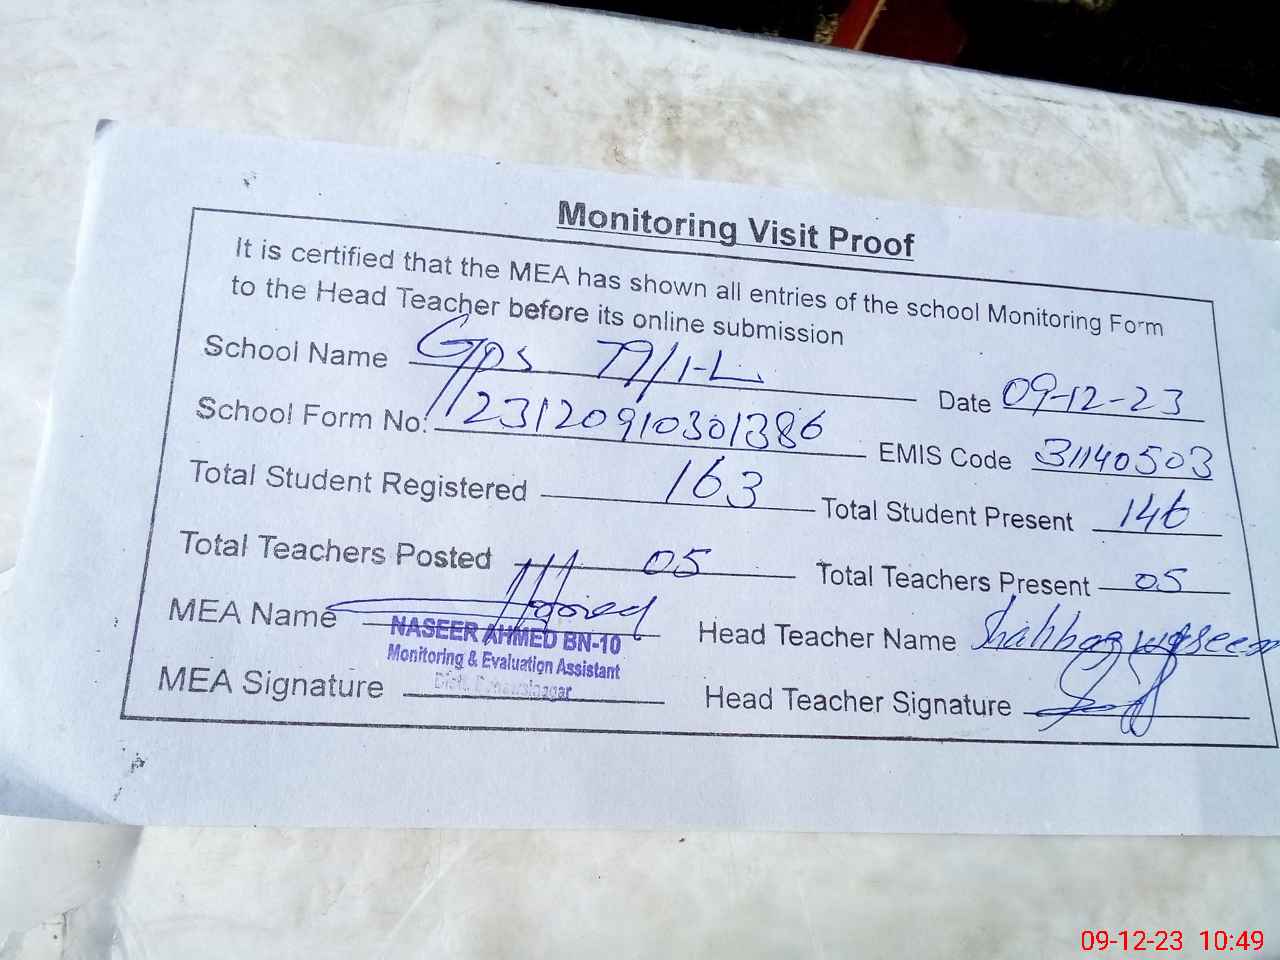 Monitoring Visit Proof
It is certified that the MEA has shown all entries of the school Monitoring Form
to the Head Teacher before its online submission
School Name Gps 79/1-L Date 09-12-23
School Form No: 23120910301386 EMIS Code 31140503
Total Student Registered 163 Total Student Present 146
Total Teachers Posted 05 Total Teachers Present 05
MEA Name Head Teacher Name Shahbaz Waseem
NASEER AHMED BN-10
Monitoring & Evaluation Assistant
Distt. Bahawalnagar
MEA Signature Head Teacher Signature
09-12-23 10:49